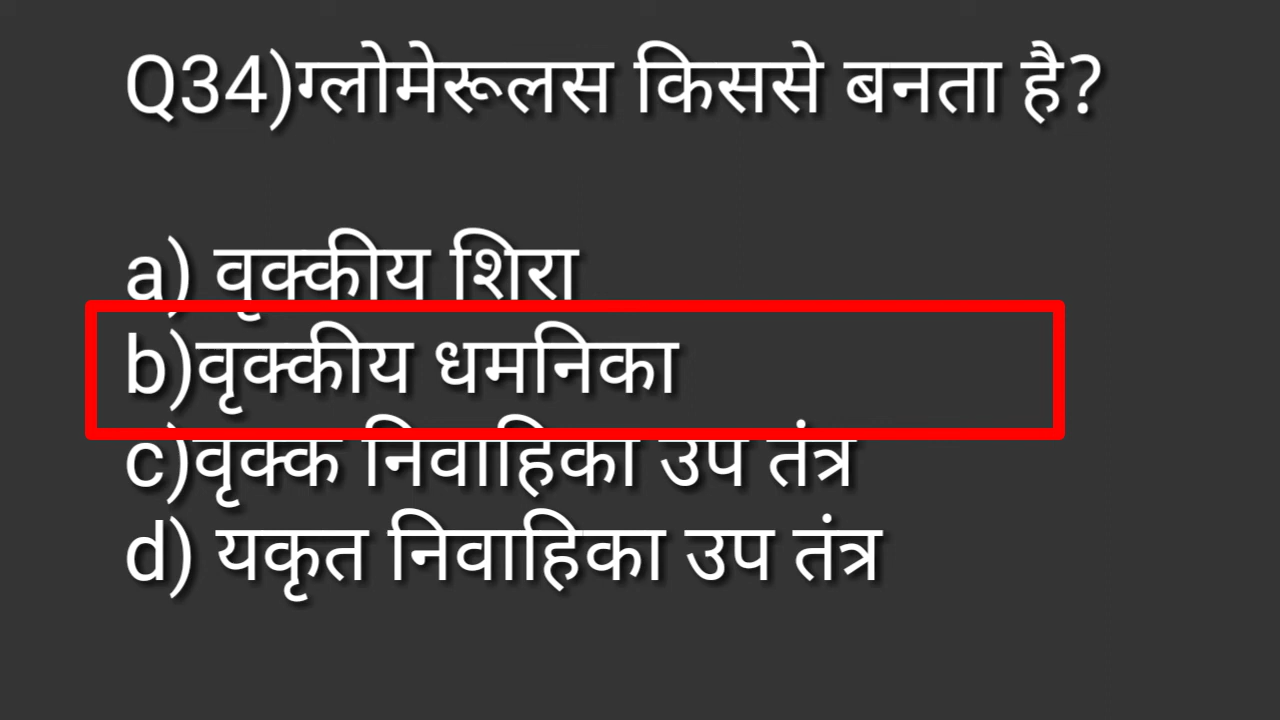 Q34)ग्लोमेरूलस किससे बनता है?
a) वृक्कीय शिरा
b)वृक्कीय धमनिका
c)वृक्क निवाहिका उप तंत्र
d) यकृत निवाहिका उप तंत्र